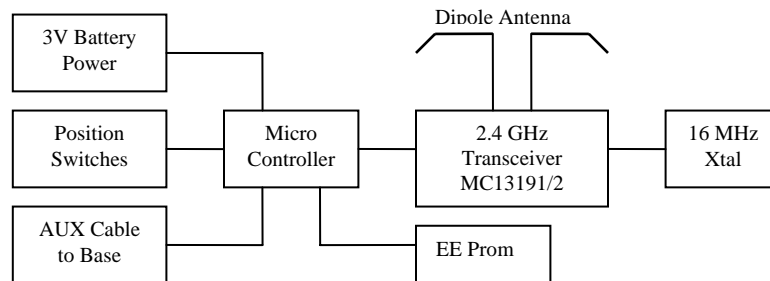 Dipole Antenna
3V Battery
Power
Position
Switches
Micro
Controller
2.4 GHz
Transceiver
MC13191/2
16 MHz
Xtal
AUX Cable
to Base
EE Prom